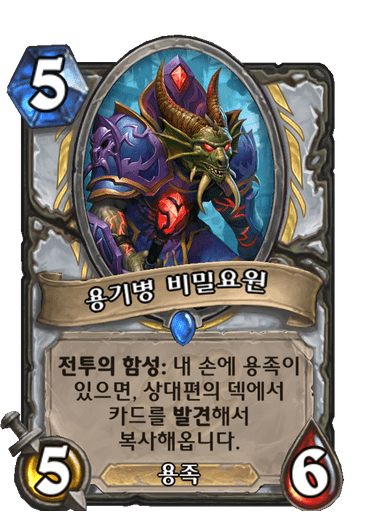 5
용기병 비밀요원
전투의 함성: 내 손에 용족이
있으면, 상대편의 덱에서
카드를 발견해서
복사해옵니다.
5
용족
6